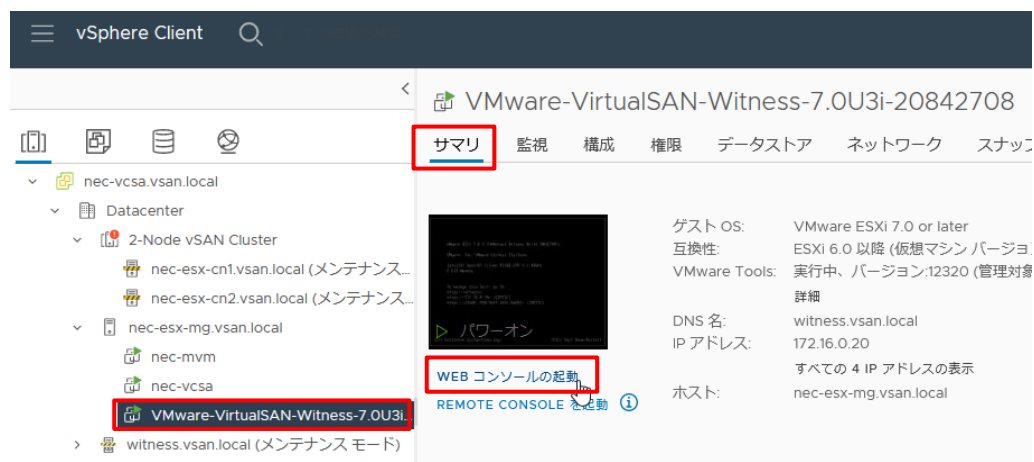 vSphere Client
VMware-VirtualSAN-Witness-7.0U3i-20842708
サマリ 監視 構成 権限 データストア ネットワーク スナップ
nec-vcsa.vsan.local
Datacenter
2-Node vSAN Cluster
nec-esx-cn1.vsan.local (メンテナンス...
nec-esx-cn2.vsan.local (メンテナンス...
nec-esx-mg.vsan.local
nec-mvm
nec-vcsa
VMware-VirtualSAN-Witness-7.0U3i...
witness.vsan.local (メンテナンス モード)
パワーオン
WEB コンソールの起動
REMOTE CONSOLE を起動
ゲスト OS: VMware ESXi 7.0 or later
互換性: ESXi 6.0 以降 (仮想マシン バージョ
VMware Tools: 実行中、バージョン:12320 (管理対象
詳細
DNS 名: witness.vsan.local
IP アドレス: 172.16.0.20
すべての 4 IP アドレスの表示
ホスト: nec-esx-mg.vsan.local